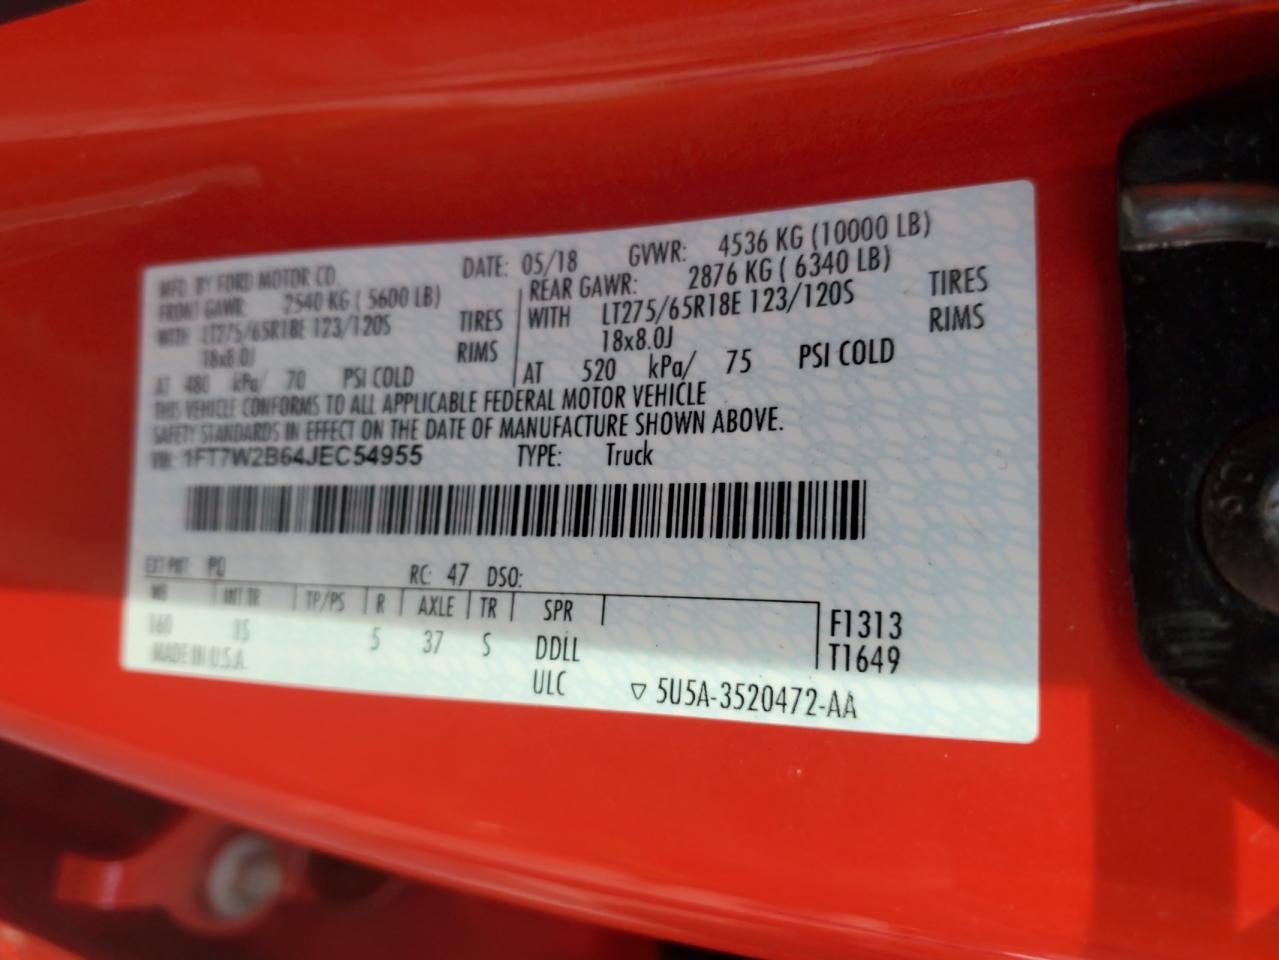 MFD. BY FORD MOTOR CO. DATE: 05/18 GVWR: 4536 KG (10000 LB)
FRONT GAWR: 2540 KG ( 5600 LB) REAR GAWR: 2876 KG ( 6340 LB)
WITH LT275/65R18E 123/120S TIRES WITH LT275/65R18E 123/120S TIRES
18x8.0J RIMS 18x8.0J RIMS
AT 480 kPa/ 70 PSI COLD AT 520 kPa/ 75 PSI COLD
THIS VEHICLE CONFORMS TO ALL APPLICABLE FEDERAL MOTOR VEHICLE
SAFETY STANDARDS IN EFFECT ON THE DATE OF MANUFACTURE SHOWN ABOVE.
VIN: 1FT7W2B64JEC54955 TYPE: Truck
EXT PNT: PQ RC: 47 DSO:
WB INT TR TP/PS R AXLE TR SPR F1313
160 15 5 37 S DDLL T1649
MADE IN U.S.A. ULC ▽ 5U5A-3520472-AA